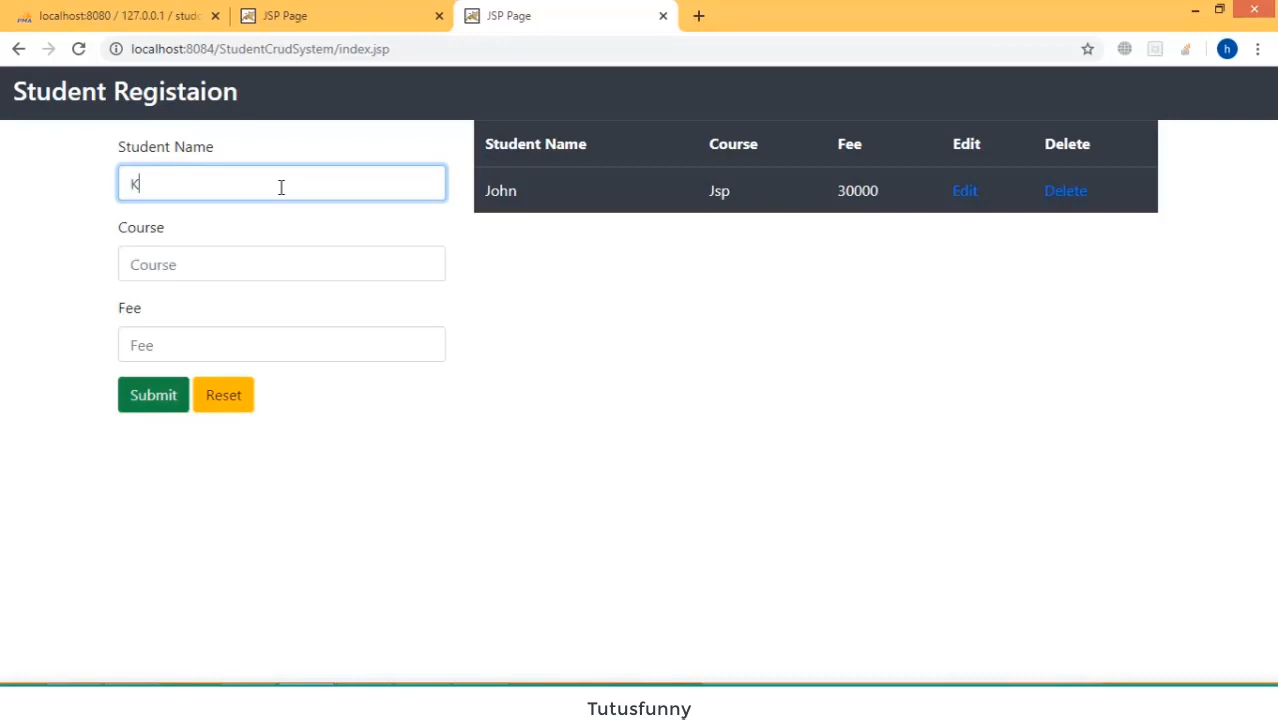 localhost:8080 / 127.0.0.1 / stude
JSP Page
JSP Page
localhost:8084/StudentCrudSystem/index.jsp
h
Student Registaion
Student Name
K
Course
Course
Fee
Fee
Submit Reset
Student Name Course Fee Edit Delete
John Jsp 30000 Edit Delete
Tutusfunny